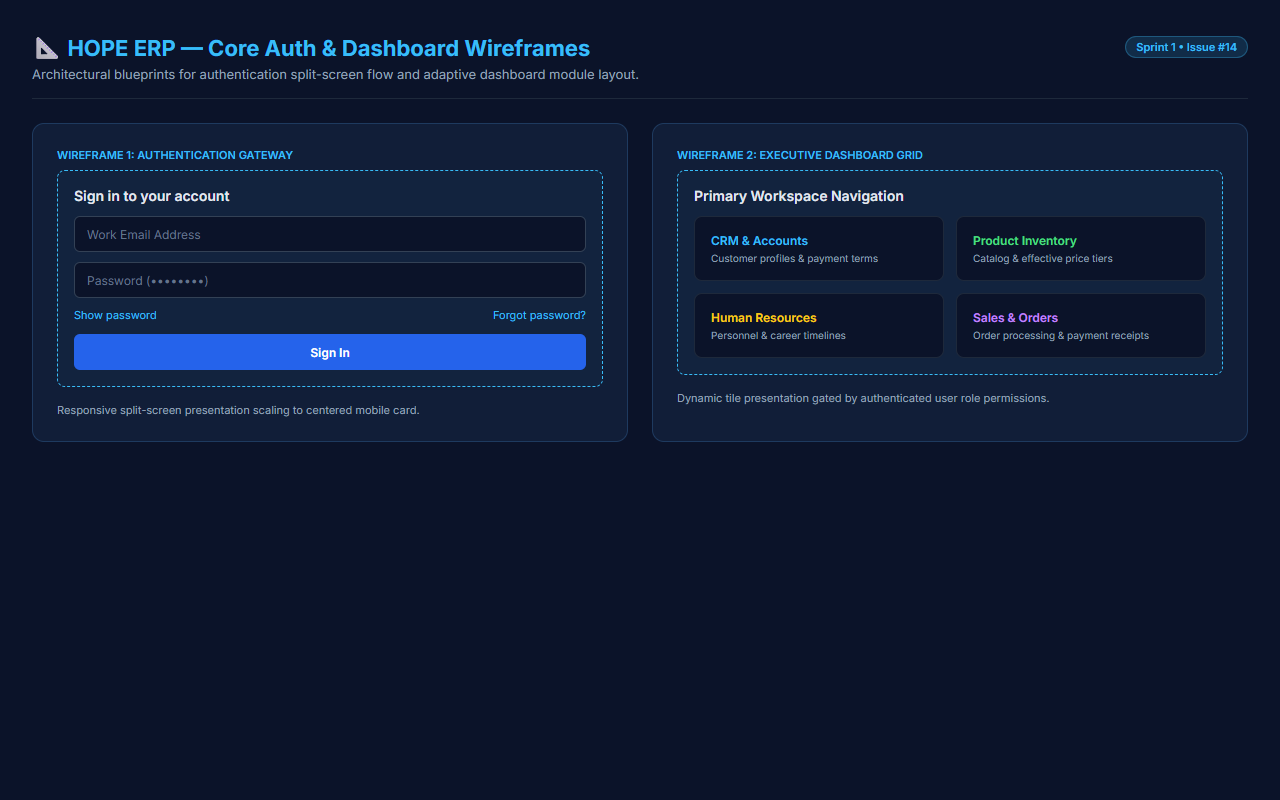 📐 HOPE ERP — Core Auth & Dashboard Wireframes
Sprint 1 • Issue #14
Architectural blueprints for authentication split-screen flow and adaptive dashboard module layout.
WIREFRAME 1: AUTHENTICATION GATEWAY
Sign in to your account
Work Email Address
Password (••••••••)
Show password
Forgot password?
Sign In
Responsive split-screen presentation scaling to centered mobile card.
WIREFRAME 2: EXECUTIVE DASHBOARD GRID
Primary Workspace Navigation
CRM & Accounts
Customer profiles & payment terms
Product Inventory
Catalog & effective price tiers
Human Resources
Personnel & career timelines
Sales & Orders
Order processing & payment receipts
Dynamic tile presentation gated by authenticated user role permissions.